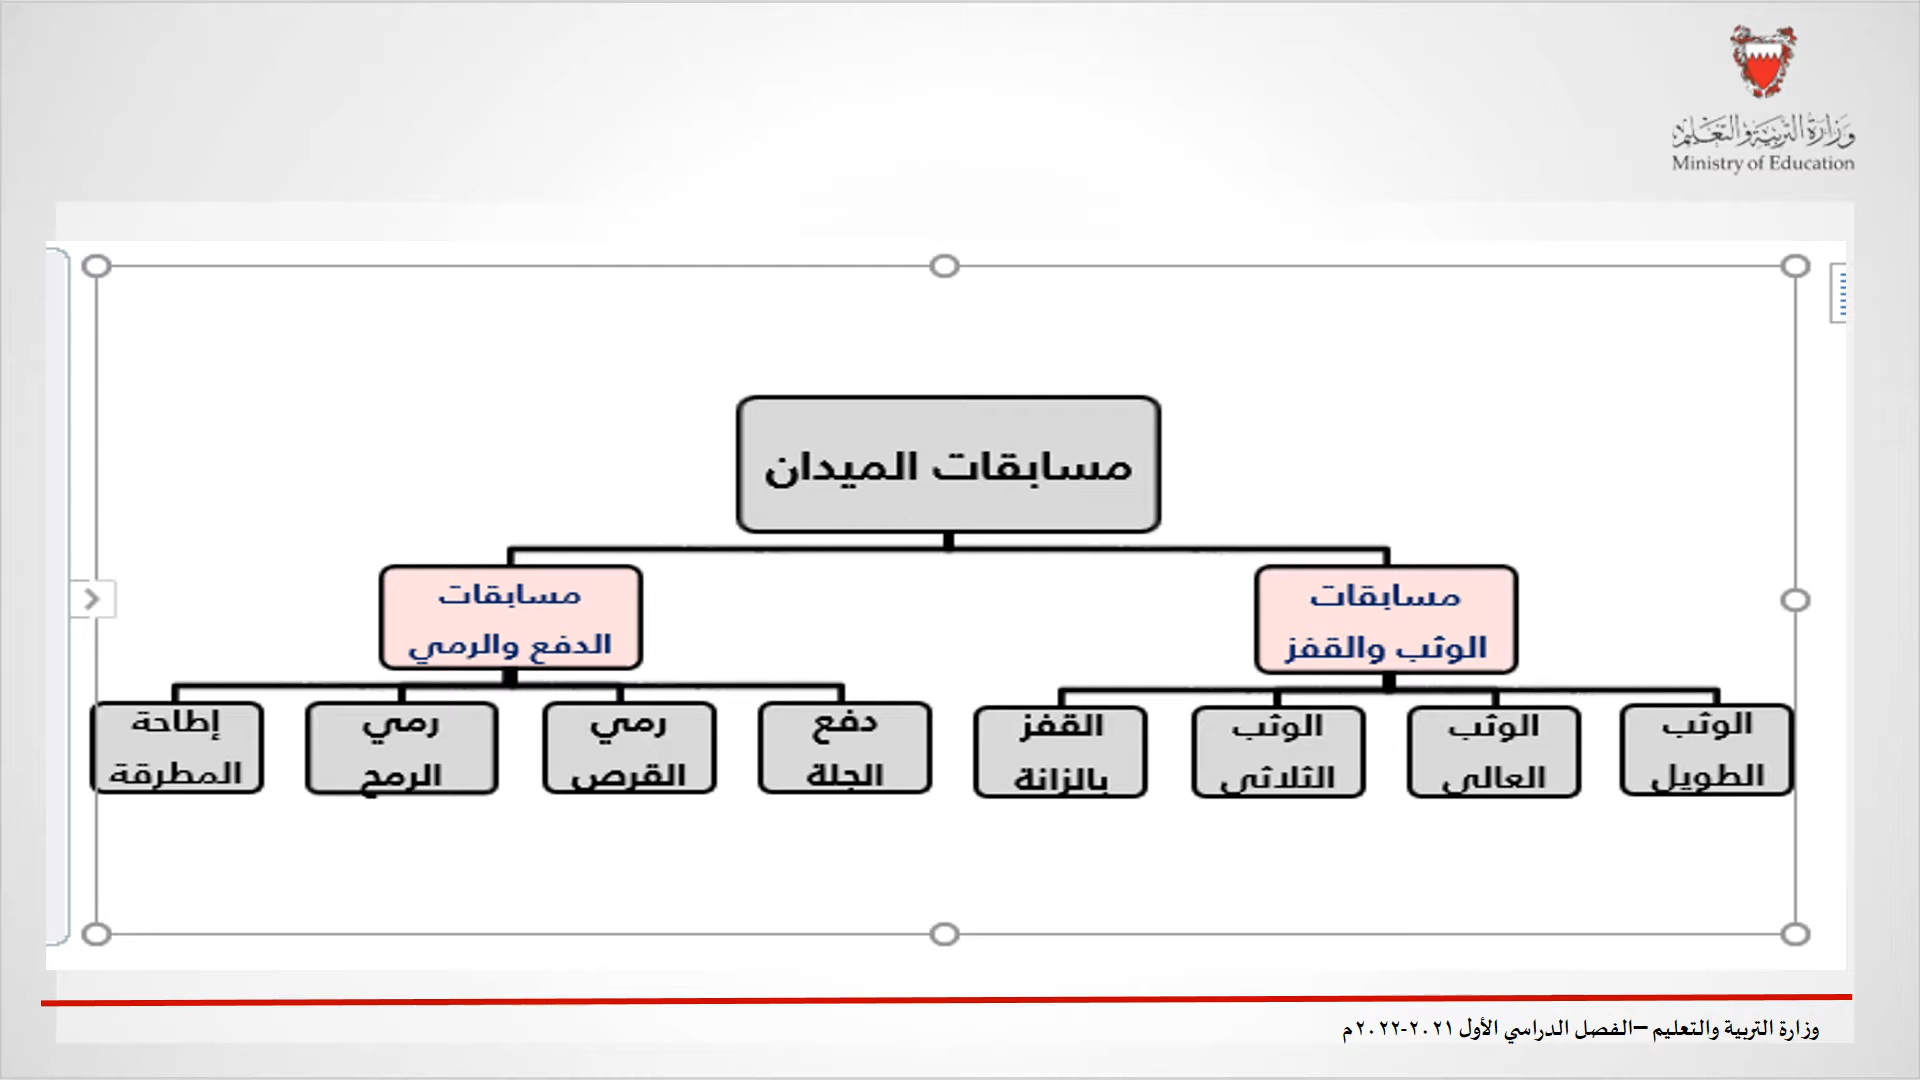 وزارة التربية والتعليم
Ministry of Education
مسابقات الميدان
مسابقات
الوثب والقفز
مسابقات
الدفع والرمي
الوثب
الطويل
الوثب
العالي
الوثب
الثلاثي
القفز
بالزانة
دفع
الجلة
رمي
القرص
رمي
الرمح
إطاحة
المطرقة
وزارة التربية والتعليم –الفصل الدراسي الأول ٢٠٢١-٢٠٢٢م